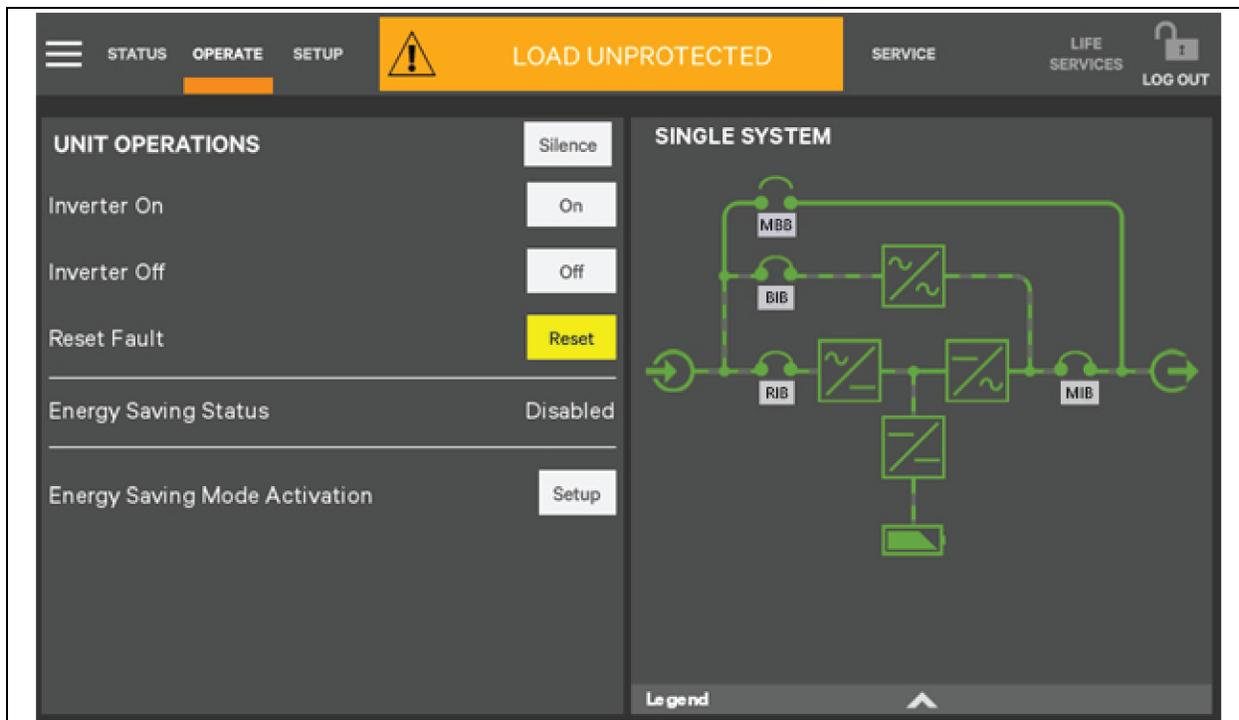 STATUS OPERATE SETUP LOAD UNPROTECTED SERVICE LIFE SERVICES LOG OUT
UNIT OPERATIONS Silence
Inverter On On
Inverter Off Off
Reset Fault Reset
Energy Saving Status Disabled
Energy Saving Mode Activation Setup
SINGLE SYSTEM
MBB
BIB
RIB MIB
Legend